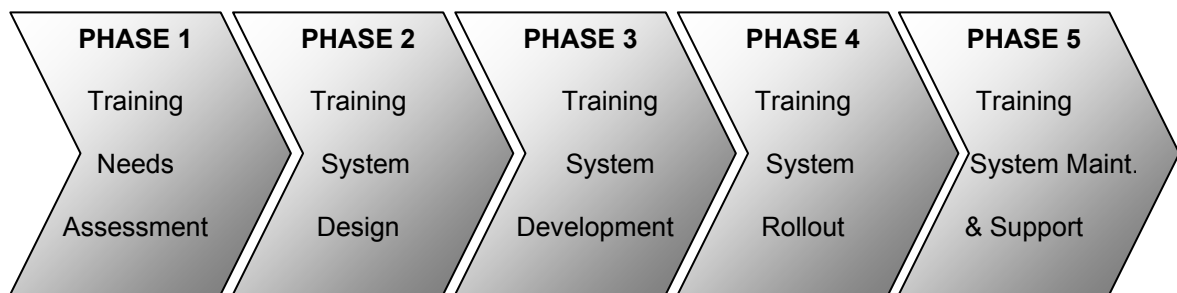 PHASE 1
Training
Needs
Assessment
PHASE 2
Training
System
Design
PHASE 3
Training
System
Development
PHASE 4
Training
System
Rollout
PHASE 5
Training
System Maint.
& Support